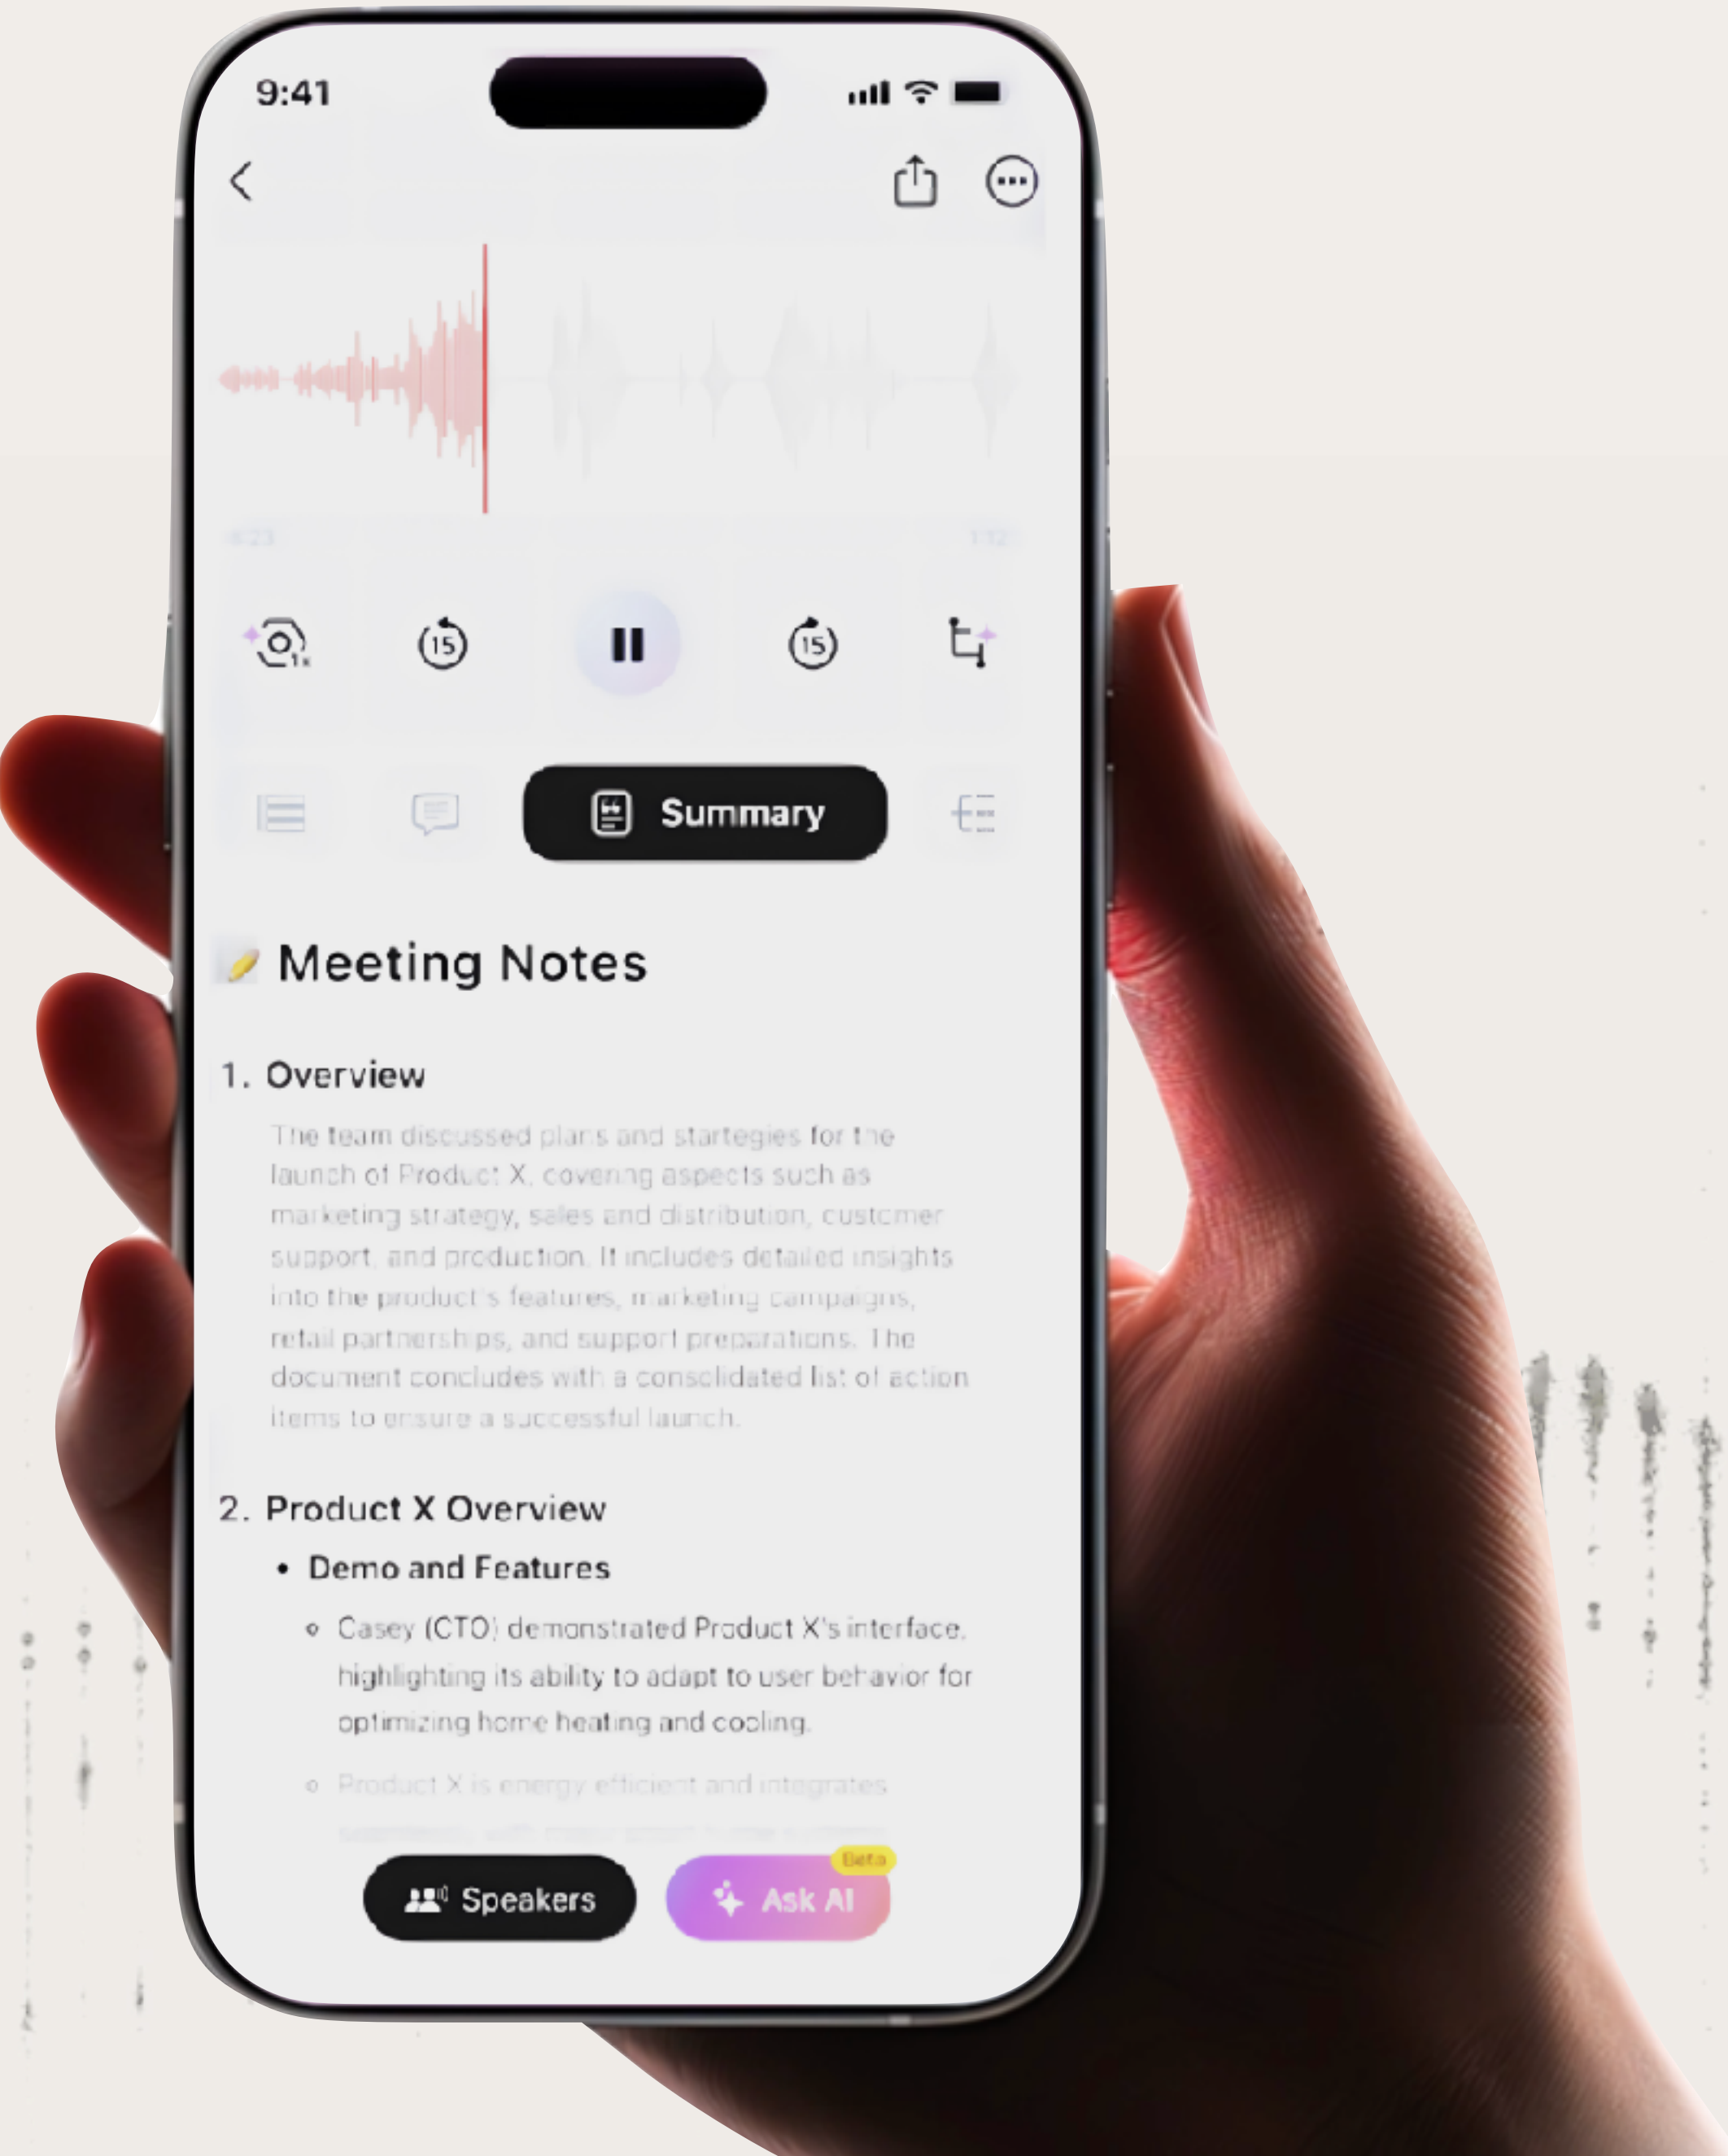 9:41
1x
15
15
Summary
Meeting Notes
1. Overview
The team discussed plans and startegies for the
launch of Product X, covering aspects such as
marketing strategy, sales and distribution, customer
support, and production. It includes detailed insights
into the product's features, marketing campaigns,
retail partnerships, and support preparations. The
document concludes with a consolidated list of action
items to ensure a successful launch.
2. Product X Overview
• Demo and Features
Casey (CTO) demonstrated Product X's interface,
highlighting its ability to adapt to user behavior for
optimizing home heating and cooling.
Product X is energy efficient and integrates
Beta
Speakers
Ask AI